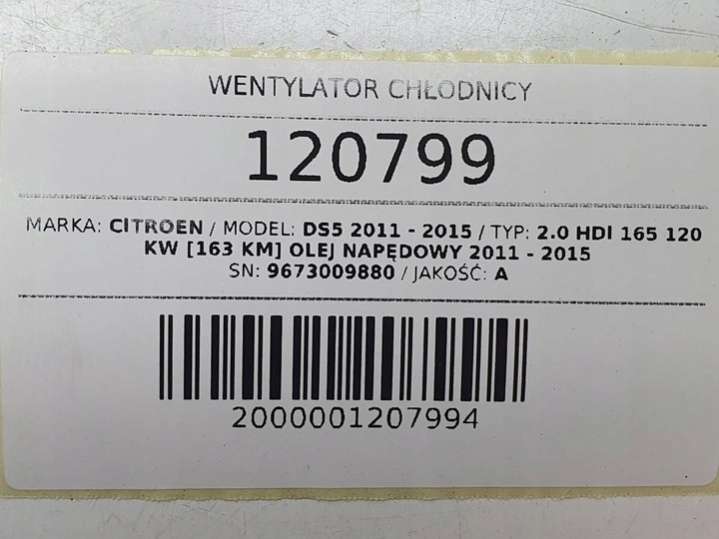 WENTYLATOR CHŁODNICY
120799
MARKA: CITROEN / MODEL: DS5 2011 - 2015 / TYP: 2.0 HDI 165 120
KW [163 KM] OLEJ NAPĘDOWY 2011 - 2015
SN: 9673009880 / JAKOŚĆ: A
2000001207994